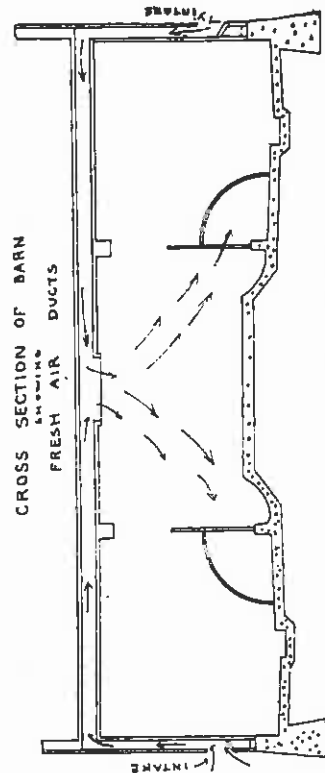 CROSS SECTION OF BARN
SHOWING
FRESH AIR DUCTS
INTAKE
INTAKE